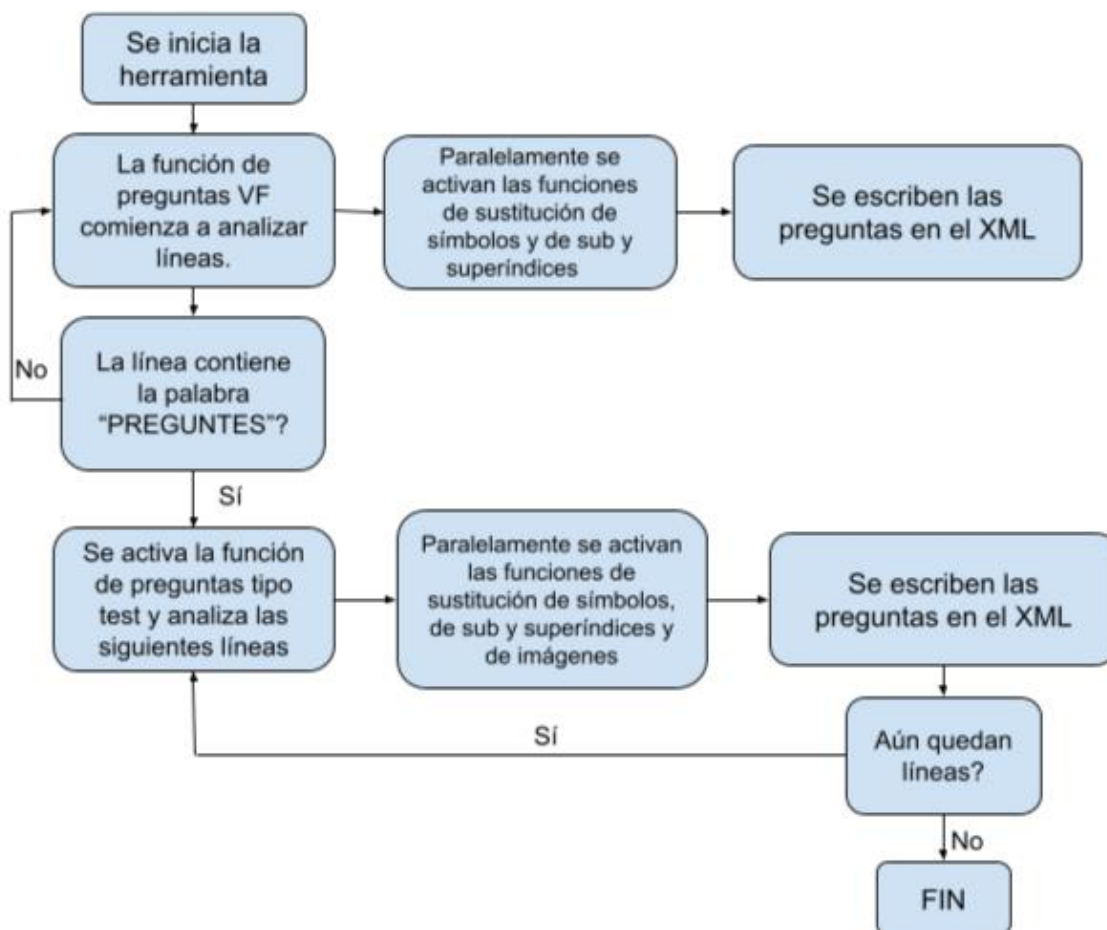 Se inicia la
herramienta
La función de
preguntas VF
comienza a analizar
líneas.
Paralelamente se
activan las funciones
de sustitución de
símbolos y de sub y
superíndices
Se escriben las
preguntas en el XML
No
La línea contiene
la palabra
“PREGUNTES”?
Sí
Se activa la función
de preguntas tipo
test y analiza las
siguientes líneas
Paralelamente se activan
las funciones de
sustitución de símbolos,
de sub y superíndices y
de imágenes
Se escriben las
preguntas en el XML
Sí
Aún quedan
líneas?
No
FIN